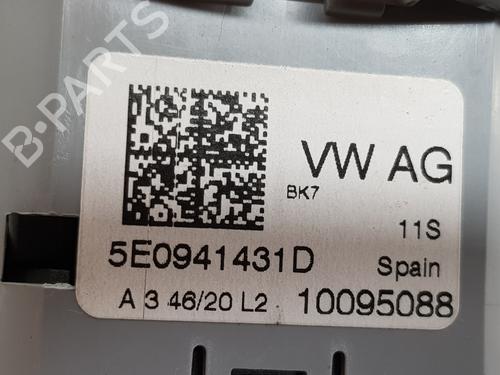 B-PARTS
VW AG
BK7
11S
5E0941431D
Spain
A 3 46/20 L2
10095088